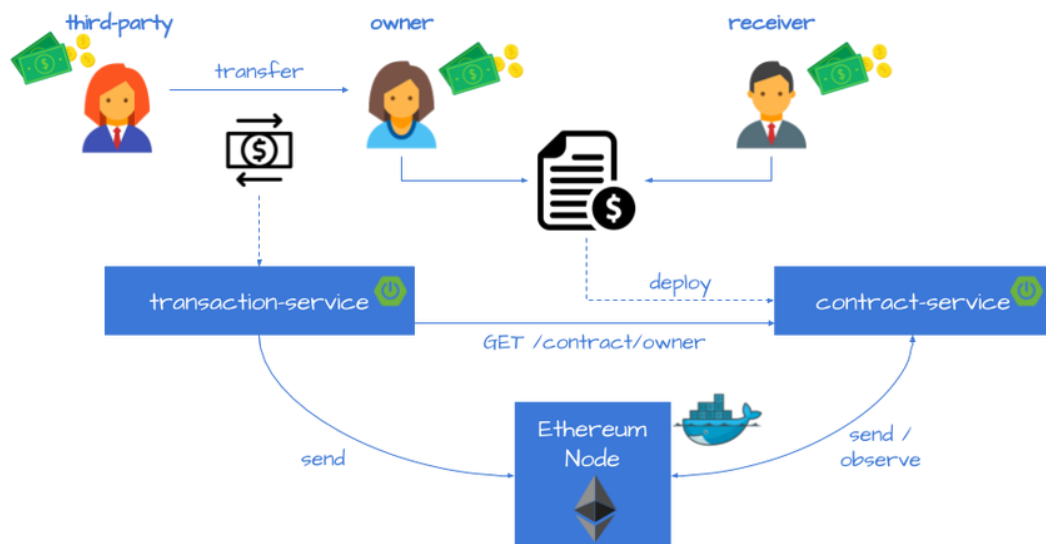 third-party
owner
receiver
transfer
$
$
deploy
transaction-service
contract-service
GET /contract/owner
Ethereum
Node
send
send /
observe